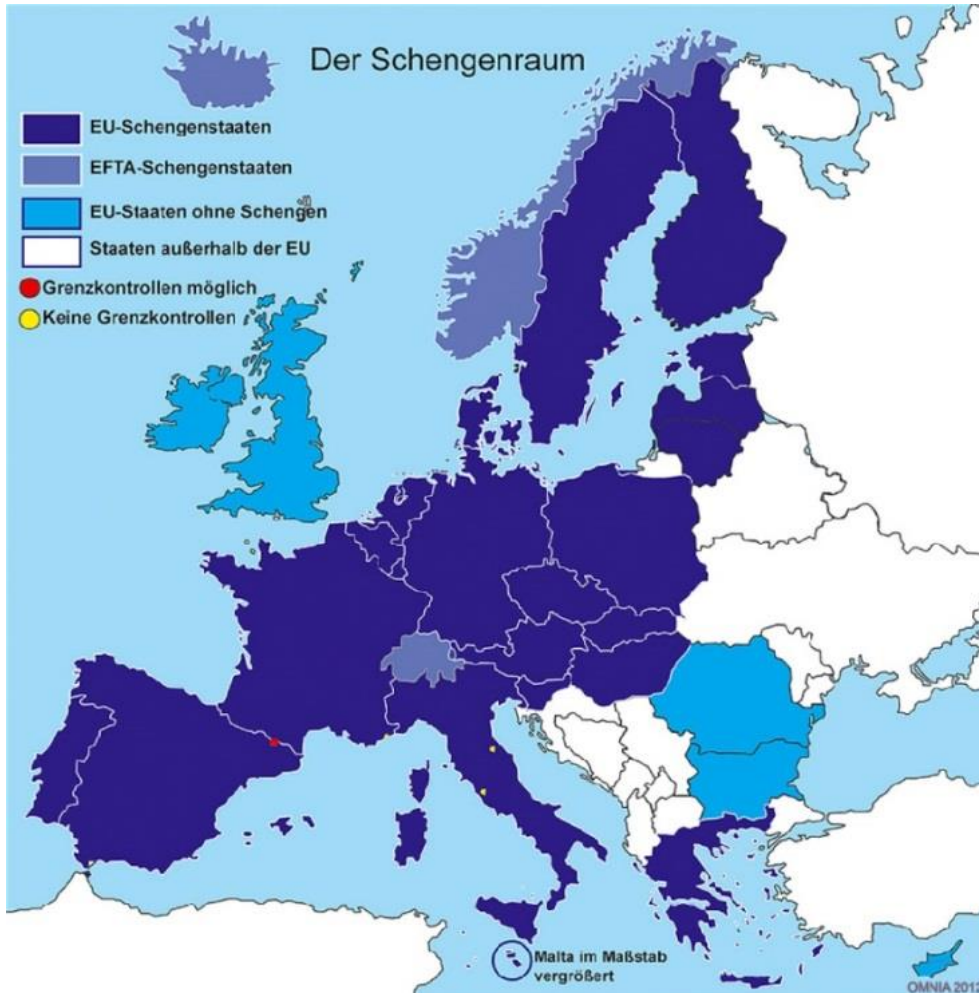 Der Schengenraum
EU-Schengenstaaten
EFTA-Schengenstaaten
EU-Staaten ohne Schengen
Staaten außerhalb der EU
Grenzkontrollen möglich
Keine Grenzkontrollen
Malta im Maßstab
vergrößert
OMNIA